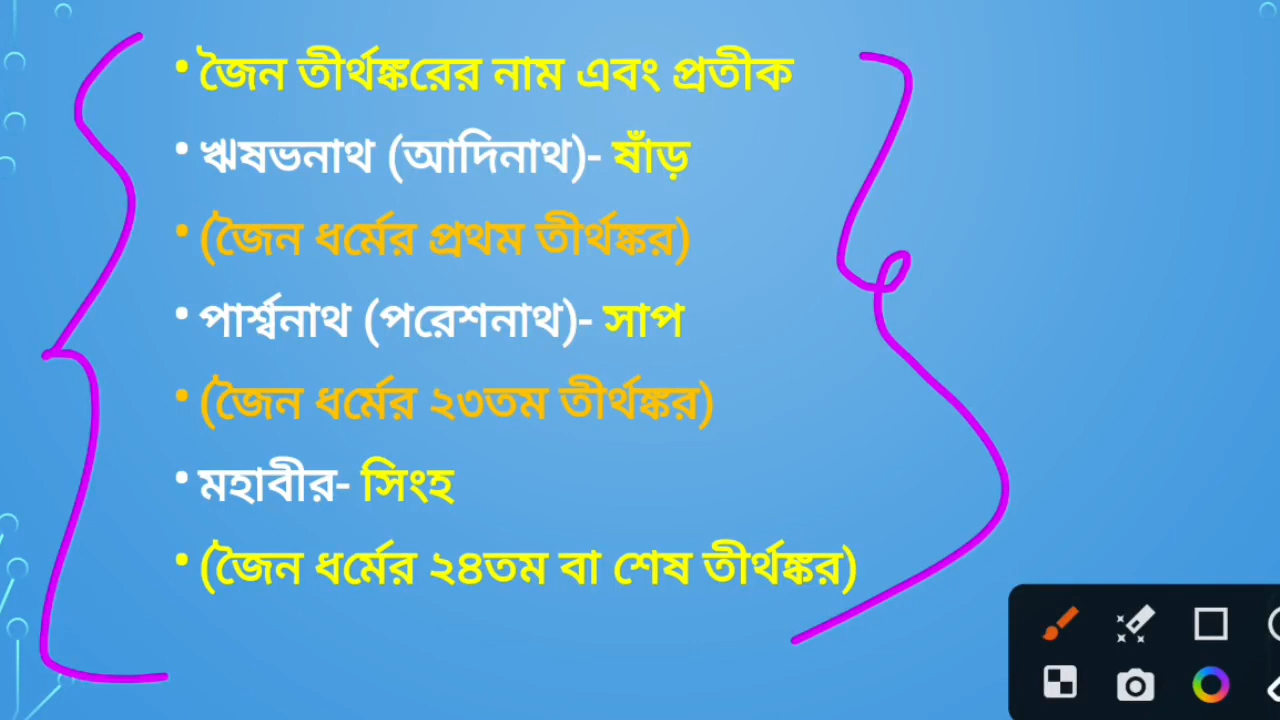 • জৈন তীর্থঙ্করের নাম এবং প্রতীক
• ঋষভনাথ (আদিনাথ)- ষাঁড়
• (জৈন ধর্মের প্রথম তীর্থঙ্কর)
• পার্শ্বনাথ (পরেশনাথ)- সাপ
• (জৈন ধর্মের ২৩তম তীর্থঙ্কর)
• মহাবীর- সিংহ
• (জৈন ধর্মের ২৪তম বা শেষ তীর্থঙ্কর)